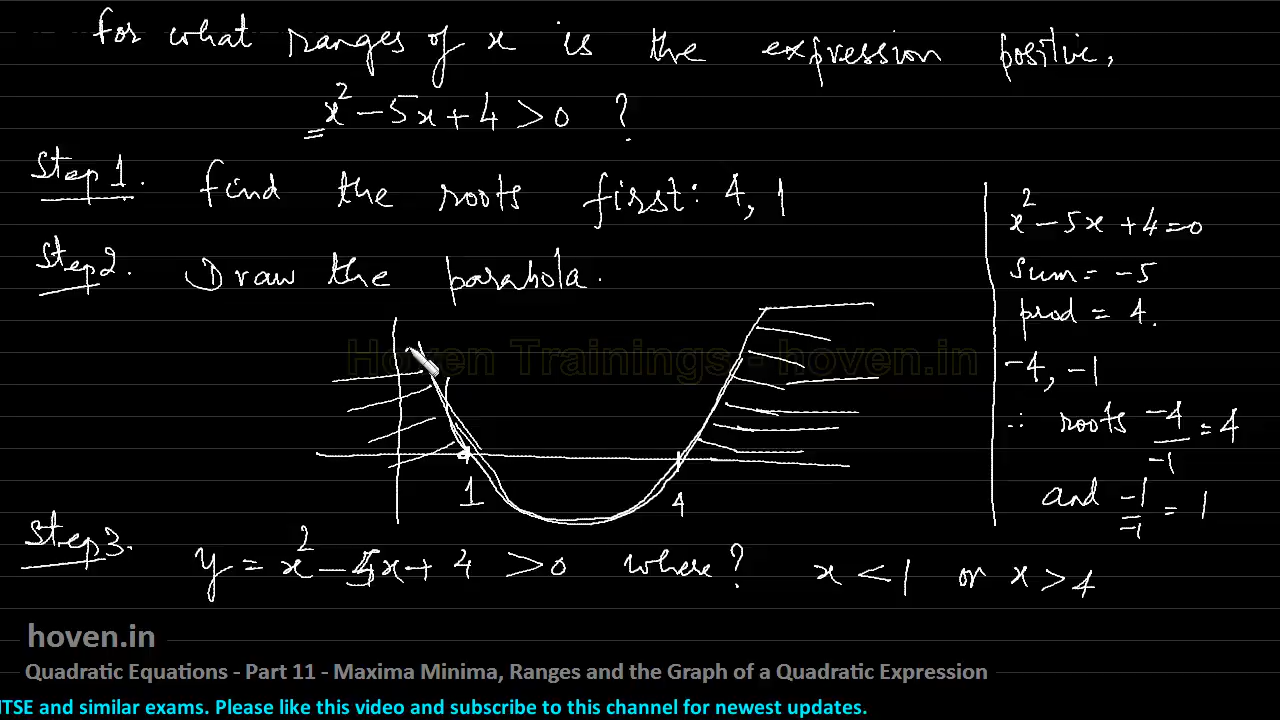 for what ranges of x is the expression positive,
x² - 5x + 4 > 0 ?
Step 1. find the roots first: 4, 1
Step 2. Draw the parabola.
x² - 5x + 4 = 0
sum = -5
prod = 4.
-4, -1
∴ roots -4/-1 = 4
and -1/-1 = 1
Hoven Trainings - hoven.in
1 4
Step 3. y = x² - 5x + 4 > 0 where? x < 1 or x > 4
hoven.in
Quadratic Equations - Part 11 - Maxima Minima, Ranges and the Graph of a Quadratic Expression
NTSE and similar exams. Please like this video and subscribe to this channel for newest updates.